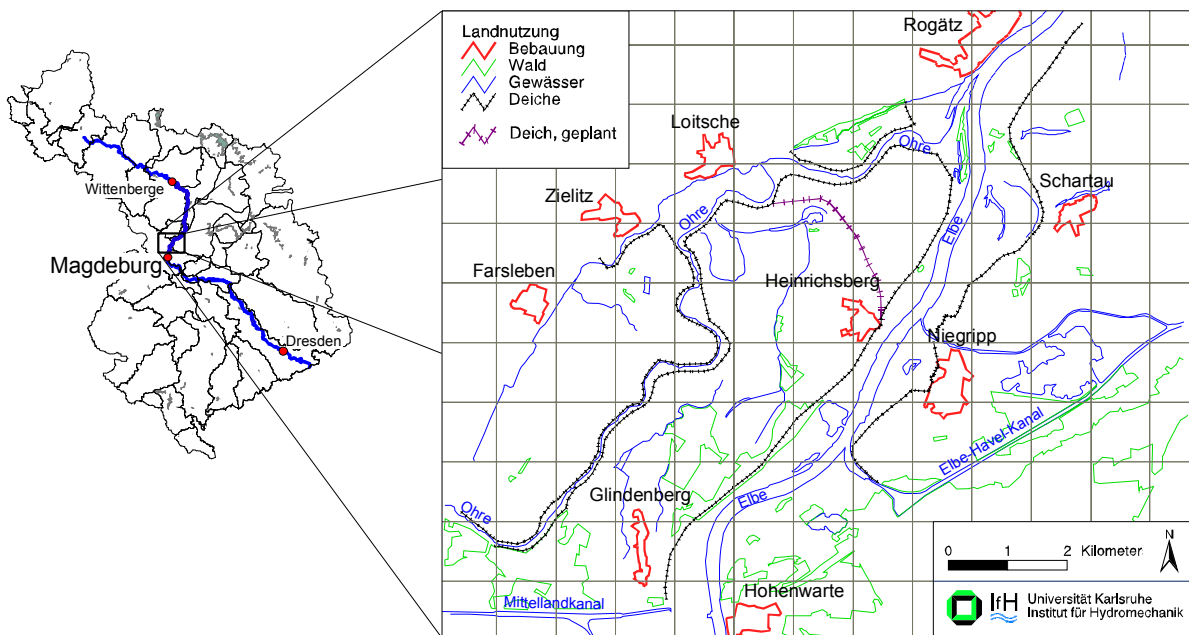 Landnutzung
Bebauung
Wald
Gewässer
Deiche
Deich, geplant
Wittenberge
Magdeburg
Dresden
Rogätz
Loitsche
Ohre
Zielitz
Ohre
Schartau
Elbe
Farsleben
Heinrichsberg
Niegripp
Elbe-Havel-Kanal
Glindenberg
Elbe
Ohre
Mittellandkanal
Hohenwarte
0 1 2 Kilometer
N
IfH
Universität Karlsruhe
Institut für Hydromechanik